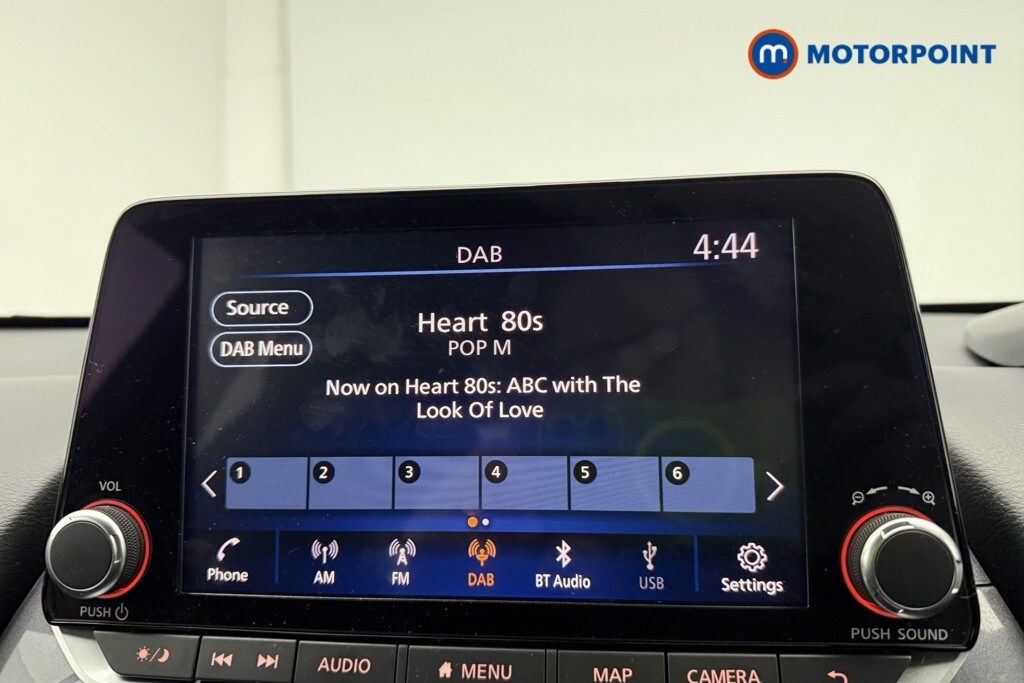 m MOTORPOINT
DAB
4:44
Source
DAB Menu
Heart 80s
POP M
Now on Heart 80s: ABC with The
Look Of Love
1 2 3 4 5 6
VOL
PUSH
Phone
AM
FM
DAB
BT Audio
USB
Settings
PUSH SOUND
AUDIO
MENU
MAP
CAMERA